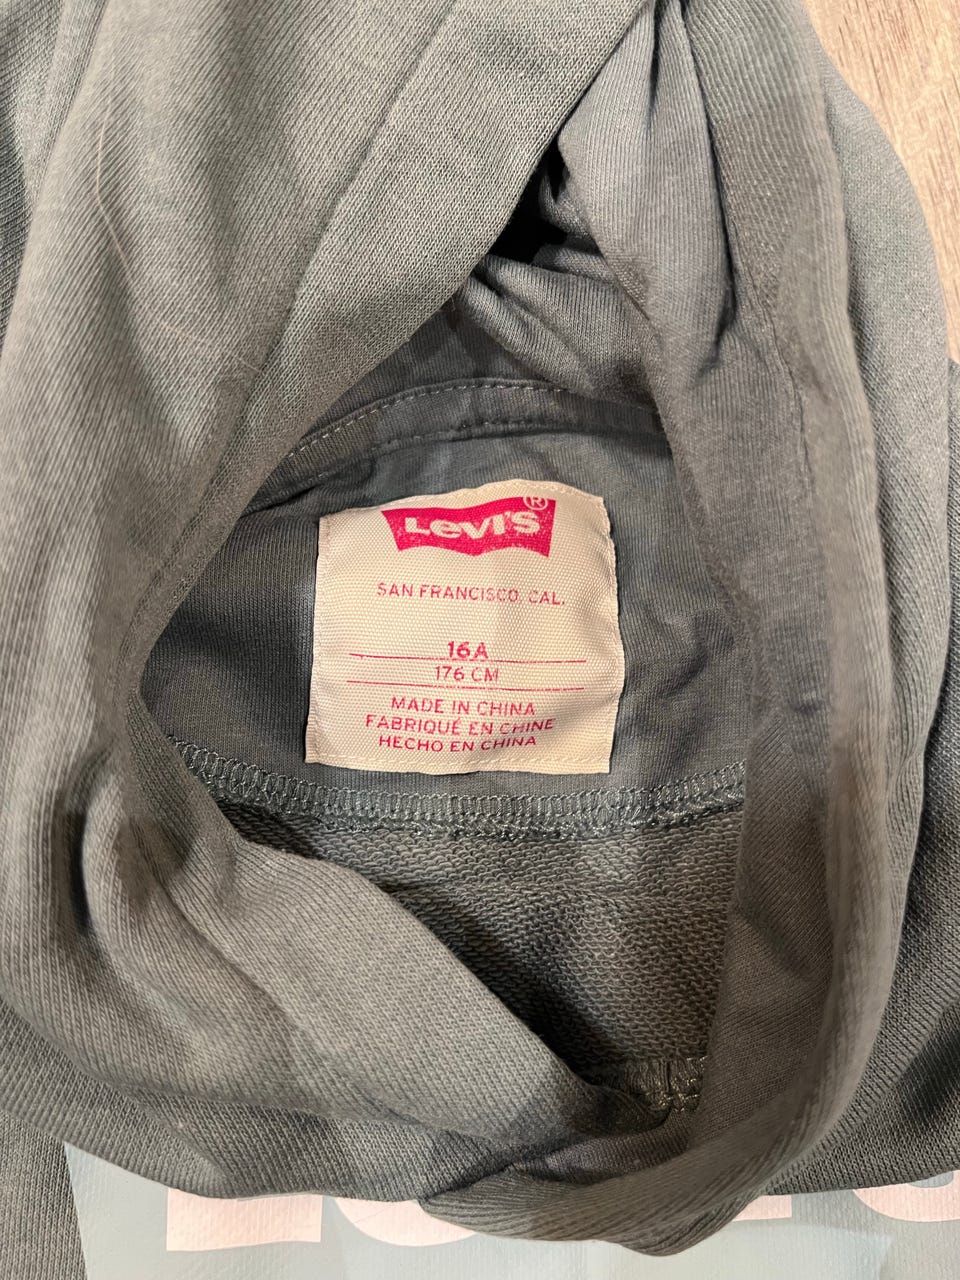 LEVI'S®
SAN FRANCISCO, CAL.
16A
176 CM
MADE IN CHINA
FABRIQUÉ EN CHINE
HECHO EN CHINA